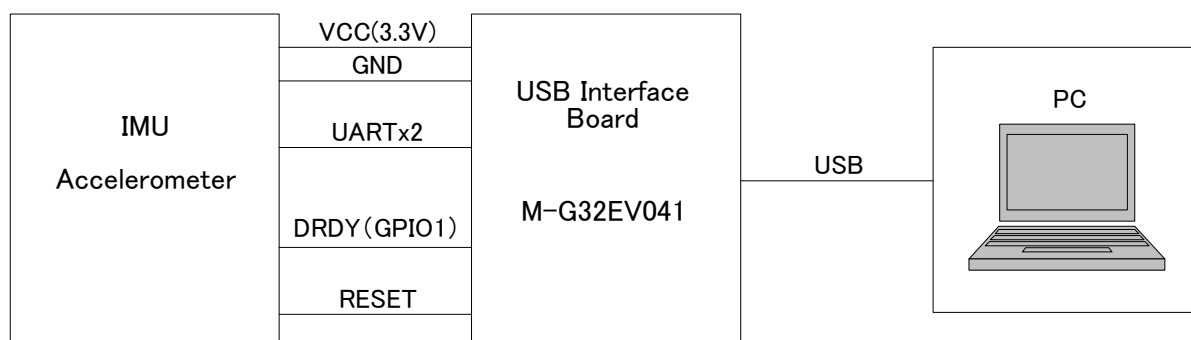 IMU
Accelerometer
VCC(3.3V)
GND
UARTx2
DRDY(GPIO1)
RESET
USB Interface
Board
M-G32EV041
USB
PC